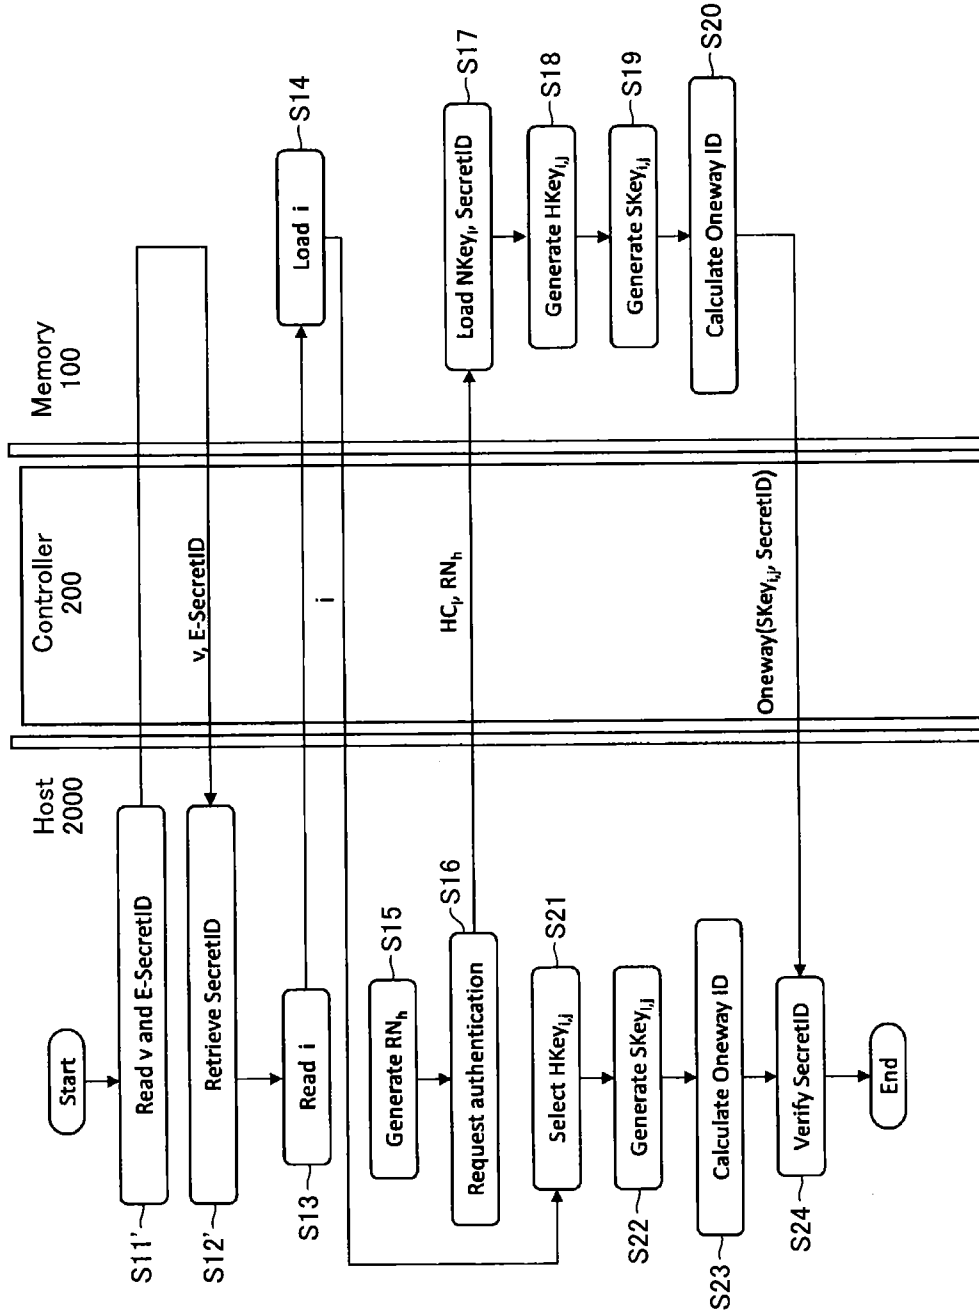 Host
2000
Controller
200
Memory
100
Start
Read v and E-SecretID
S11'
v, E-SecretID
Retrieve SecretID
S12'
Read i
S13
Load i
S14
i
Generate RNh
S15
Request authentication
S16
HCj, RNh
Load NKeyi, SecretID
S17
Select HKeyi,j
S21
Generate HKeyi,j
S18
Generate SKeyi,j
S22
Generate SKeyi,j
S19
Calculate Oneway ID
S23
Calculate Oneway ID
S20
Oneway(SKeyi,j, SecretID)
Verify SecretID
S24
End